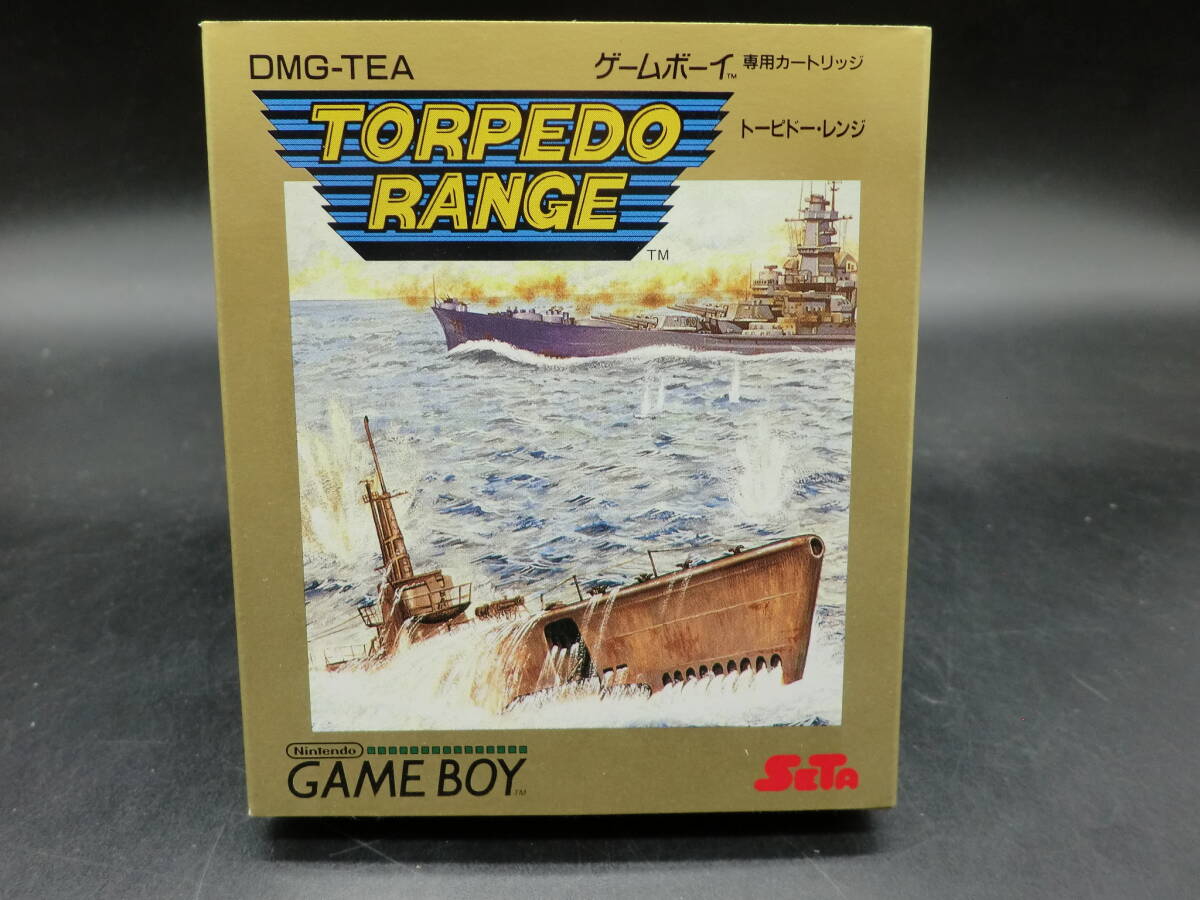 DMG-TEA
ゲームボーイ™ 専用カートリッジ
TORPEDO
RANGE
™
トーピドー・レンジ
Nintendo
GAME BOY™
SETA